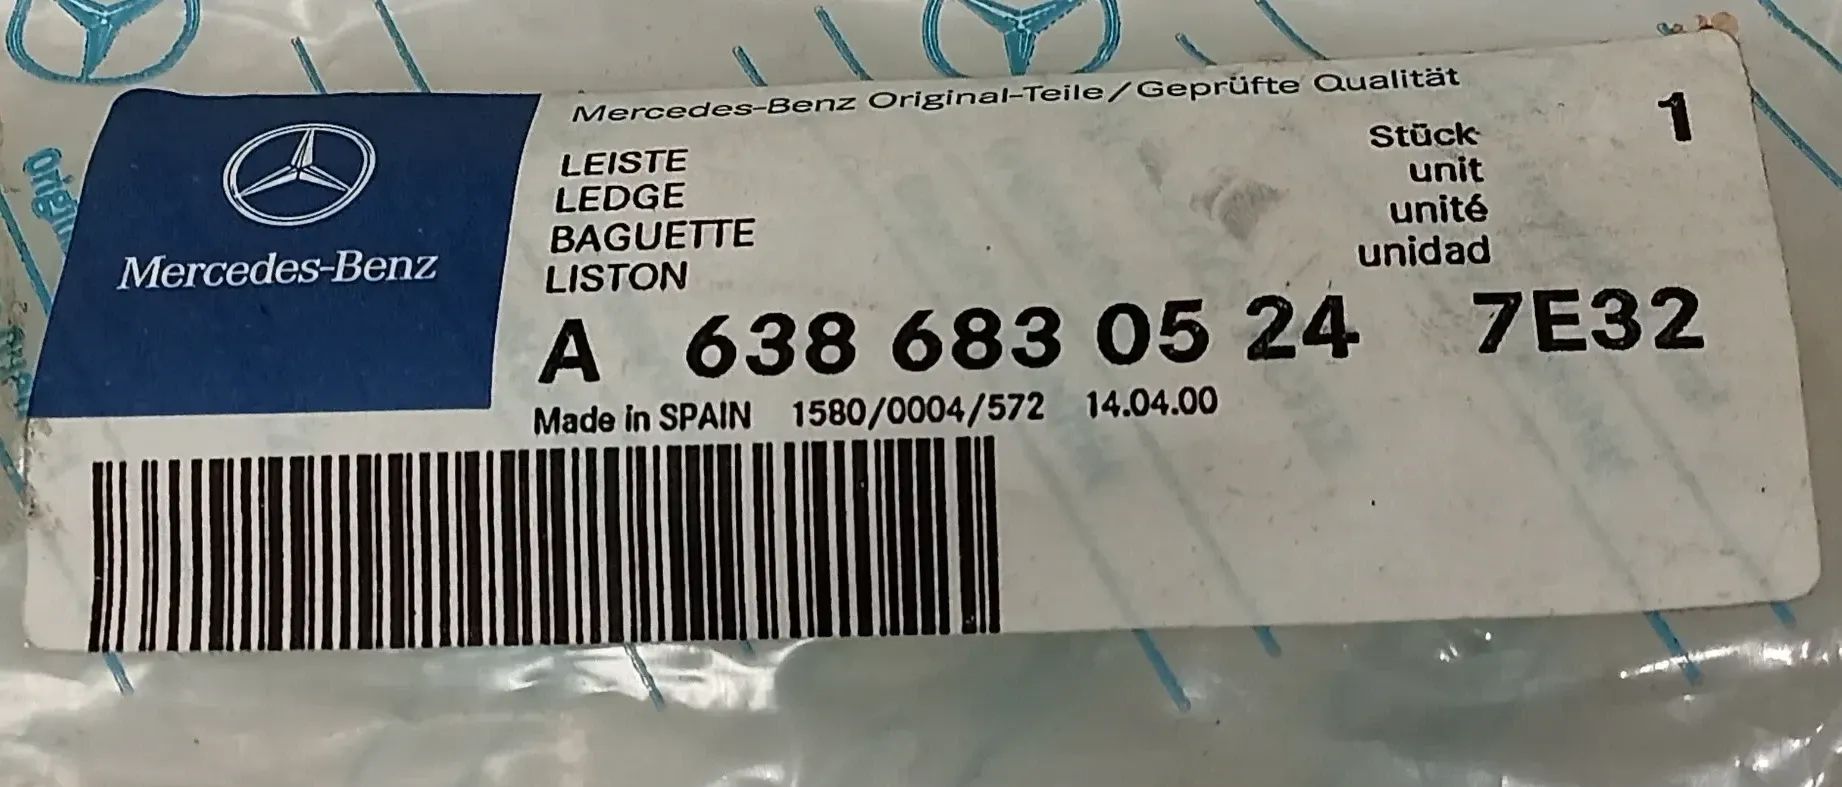 Mercedes-Benz
Mercedes-Benz Original-Teile/Geprüfte Qualität
LEISTE
LEDGE
BAGUETTE
LISTON
Stück 1
unit
unité
unidad
A 638 683 05 24 7E32
Made in SPAIN 1580/0004/572 14.04.00